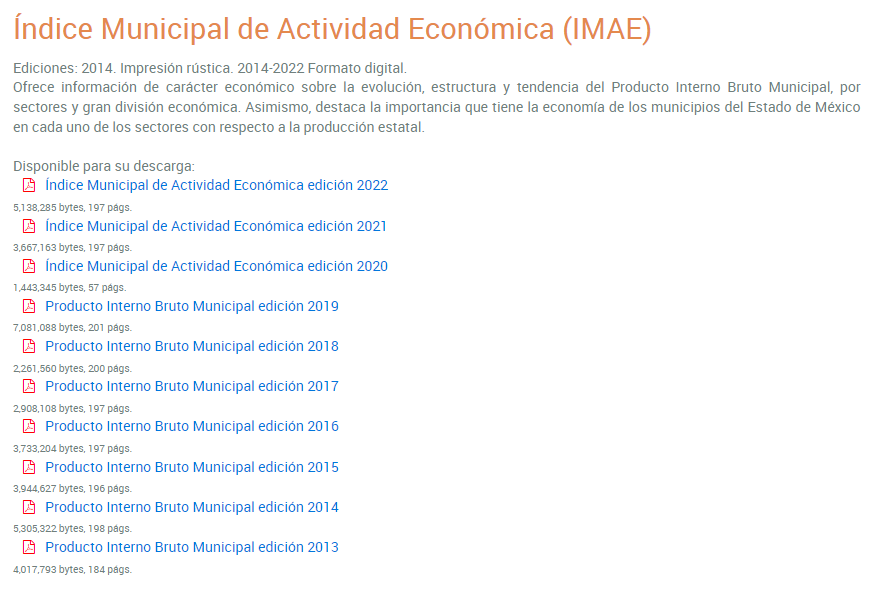 Índice Municipal de Actividad Económica (IMAE)
Ediciones: 2014. Impresión rústica. 2014-2022 Formato digital.
Ofrece información de carácter económico sobre la evolución, estructura y tendencia del Producto Interno Bruto Municipal, por
sectores y gran división económica. Asimismo, destaca la importancia que tiene la economía de los municipios del Estado de México
en cada uno de los sectores con respecto a la producción estatal.
Disponible para su descarga:
Índice Municipal de Actividad Económica edición 2022
5,138,285 bytes, 197 págs.
Índice Municipal de Actividad Económica edición 2021
3,667,163 bytes, 197 págs.
Índice Municipal de Actividad Económica edición 2020
1,443,345 bytes, 57 págs.
Producto Interno Bruto Municipal edición 2019
7,081,088 bytes, 201 págs.
Producto Interno Bruto Municipal edición 2018
2,261,560 bytes, 200 págs.
Producto Interno Bruto Municipal edición 2017
2,908,108 bytes, 197 págs.
Producto Interno Bruto Municipal edición 2016
3,733,204 bytes, 197 págs.
Producto Interno Bruto Municipal edición 2015
3,944,627 bytes, 196 págs.
Producto Interno Bruto Municipal edición 2014
5,305,322 bytes, 198 págs.
Producto Interno Bruto Municipal edición 2013
4,017,793 bytes, 184 págs.